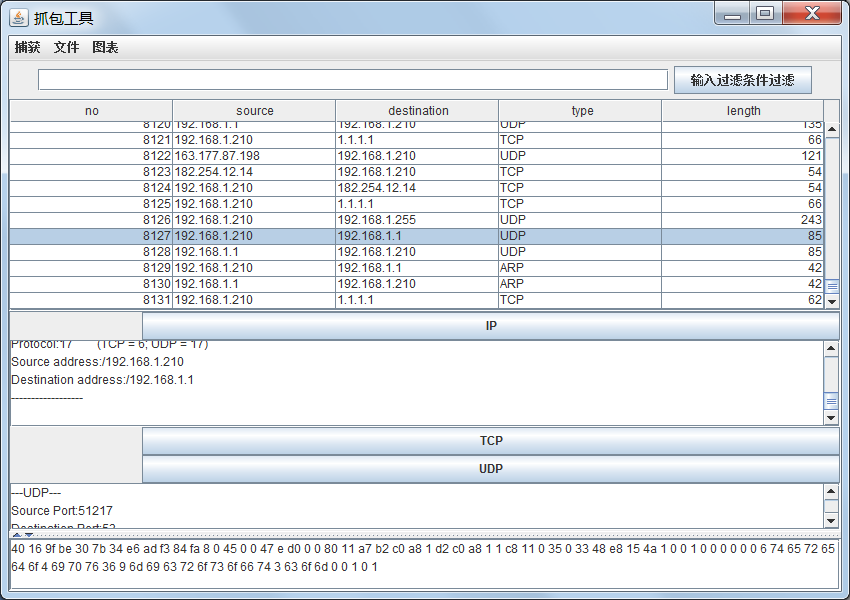 抓包工具
捕获 文件 图表
输入过滤条件过滤
no source destination type length
8120 192.168.1.1 192.168.1.210 UDP 135
8121 192.168.1.210 1.1.1.1 TCP 66
8122 163.177.87.198 192.168.1.210 UDP 121
8123 182.254.12.14 192.168.1.210 TCP 54
8124 192.168.1.210 182.254.12.14 TCP 54
8125 192.168.1.210 1.1.1.1 TCP 66
8126 192.168.1.210 192.168.1.255 UDP 243
8127 192.168.1.210 192.168.1.1 UDP 85
8128 192.168.1.1 192.168.1.210 UDP 85
8129 192.168.1.210 192.168.1.1 ARP 42
8130 192.168.1.1 192.168.1.210 ARP 42
8131 192.168.1.210 1.1.1.1 TCP 62
IP
Protocol:17 (TCP = 6; UDP = 17)
Source address:/192.168.1.210
Destination address:/192.168.1.1
------------------
TCP
UDP
---UDP---
Source Port:51217
Destination Port:53
40 16 9f be 30 7b 34 e6 ad f3 84 fa 8 0 45 0 0 47 e d0 0 0 80 11 a7 b2 c0 a8 1 d2 c0 a8 1 1 c8 11 0 35 0 33 48 e8 15 4a 1 0 0 1 0 0 0 0 0 0 6 74 65 72 65
64 6f 4 69 70 76 36 9 6d 69 63 72 6f 73 6f 66 74 3 63 6f 6d 0 0 1 0 1